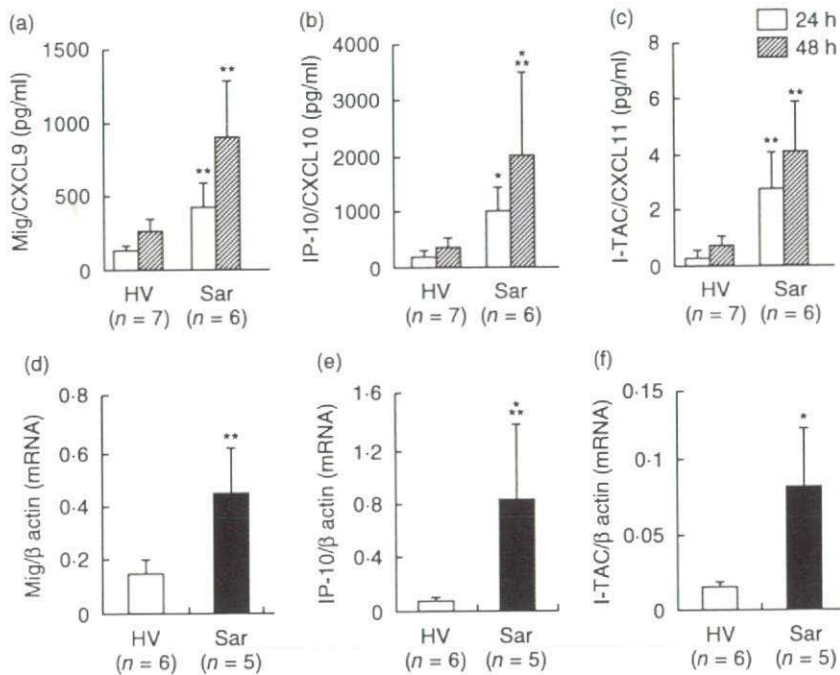 (a)
Mig/CXCL9 (pg/ml)
1500
1000
500
0
**
**
HV
(n = 7)
Sar
(n = 6)
(b)
IP-10/CXCL10 (pg/ml)
4000
3000
2000
1000
0
*
*
**
HV
(n = 7)
Sar
(n = 6)
(c)
I-TAC/CXCL11 (pg/ml)
8
6
4
2
0
**
**
24 h
48 h
HV
(n = 7)
Sar
(n = 6)
(d)
Mig/β actin (mRNA)
0·8
0·6
0·4
0·2
0
**
HV
(n = 6)
Sar
(n = 5)
(e)
IP-10/β actin (mRNA)
1·6
1·2
0·8
0·4
0
*
**
HV
(n = 6)
Sar
(n = 5)
(f)
I-TAC/β actin (mRNA)
0·15
0·1
0·05
0
*
HV
(n = 6)
Sar
(n = 5)